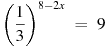 (1/3)^{8-2x} = 9